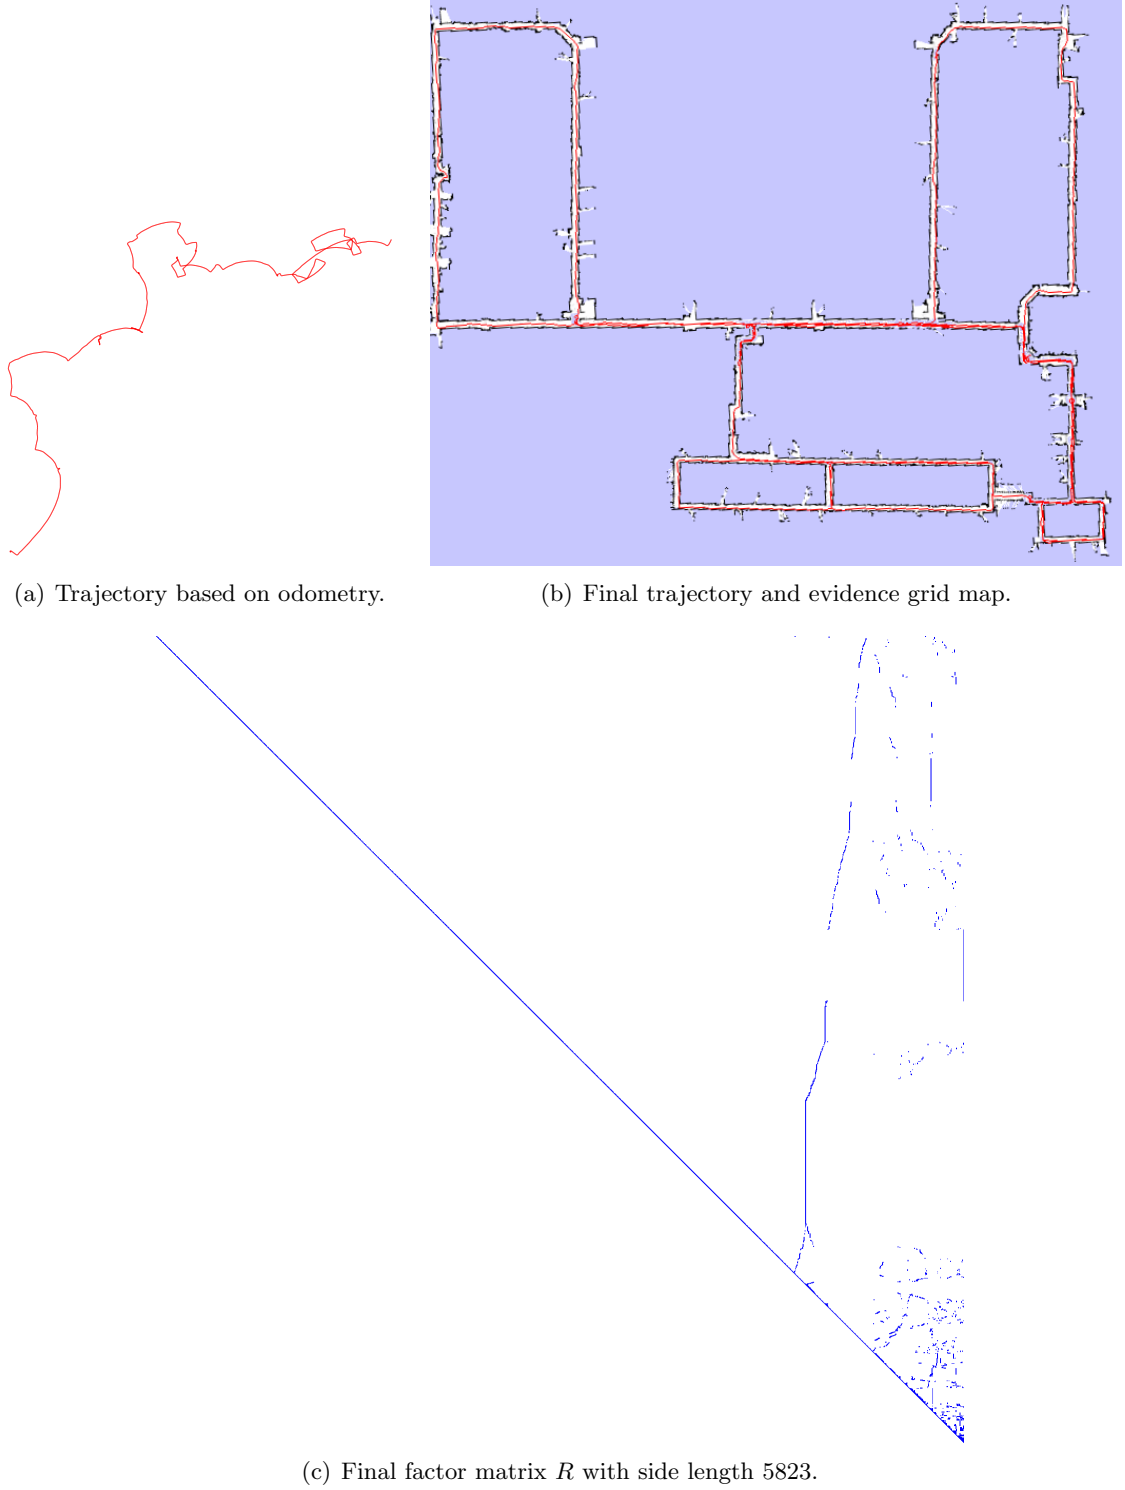 (a) Trajectory based on odometry.
(b) Final trajectory and evidence grid map.
(c) Final factor matrix R with side length 5823.